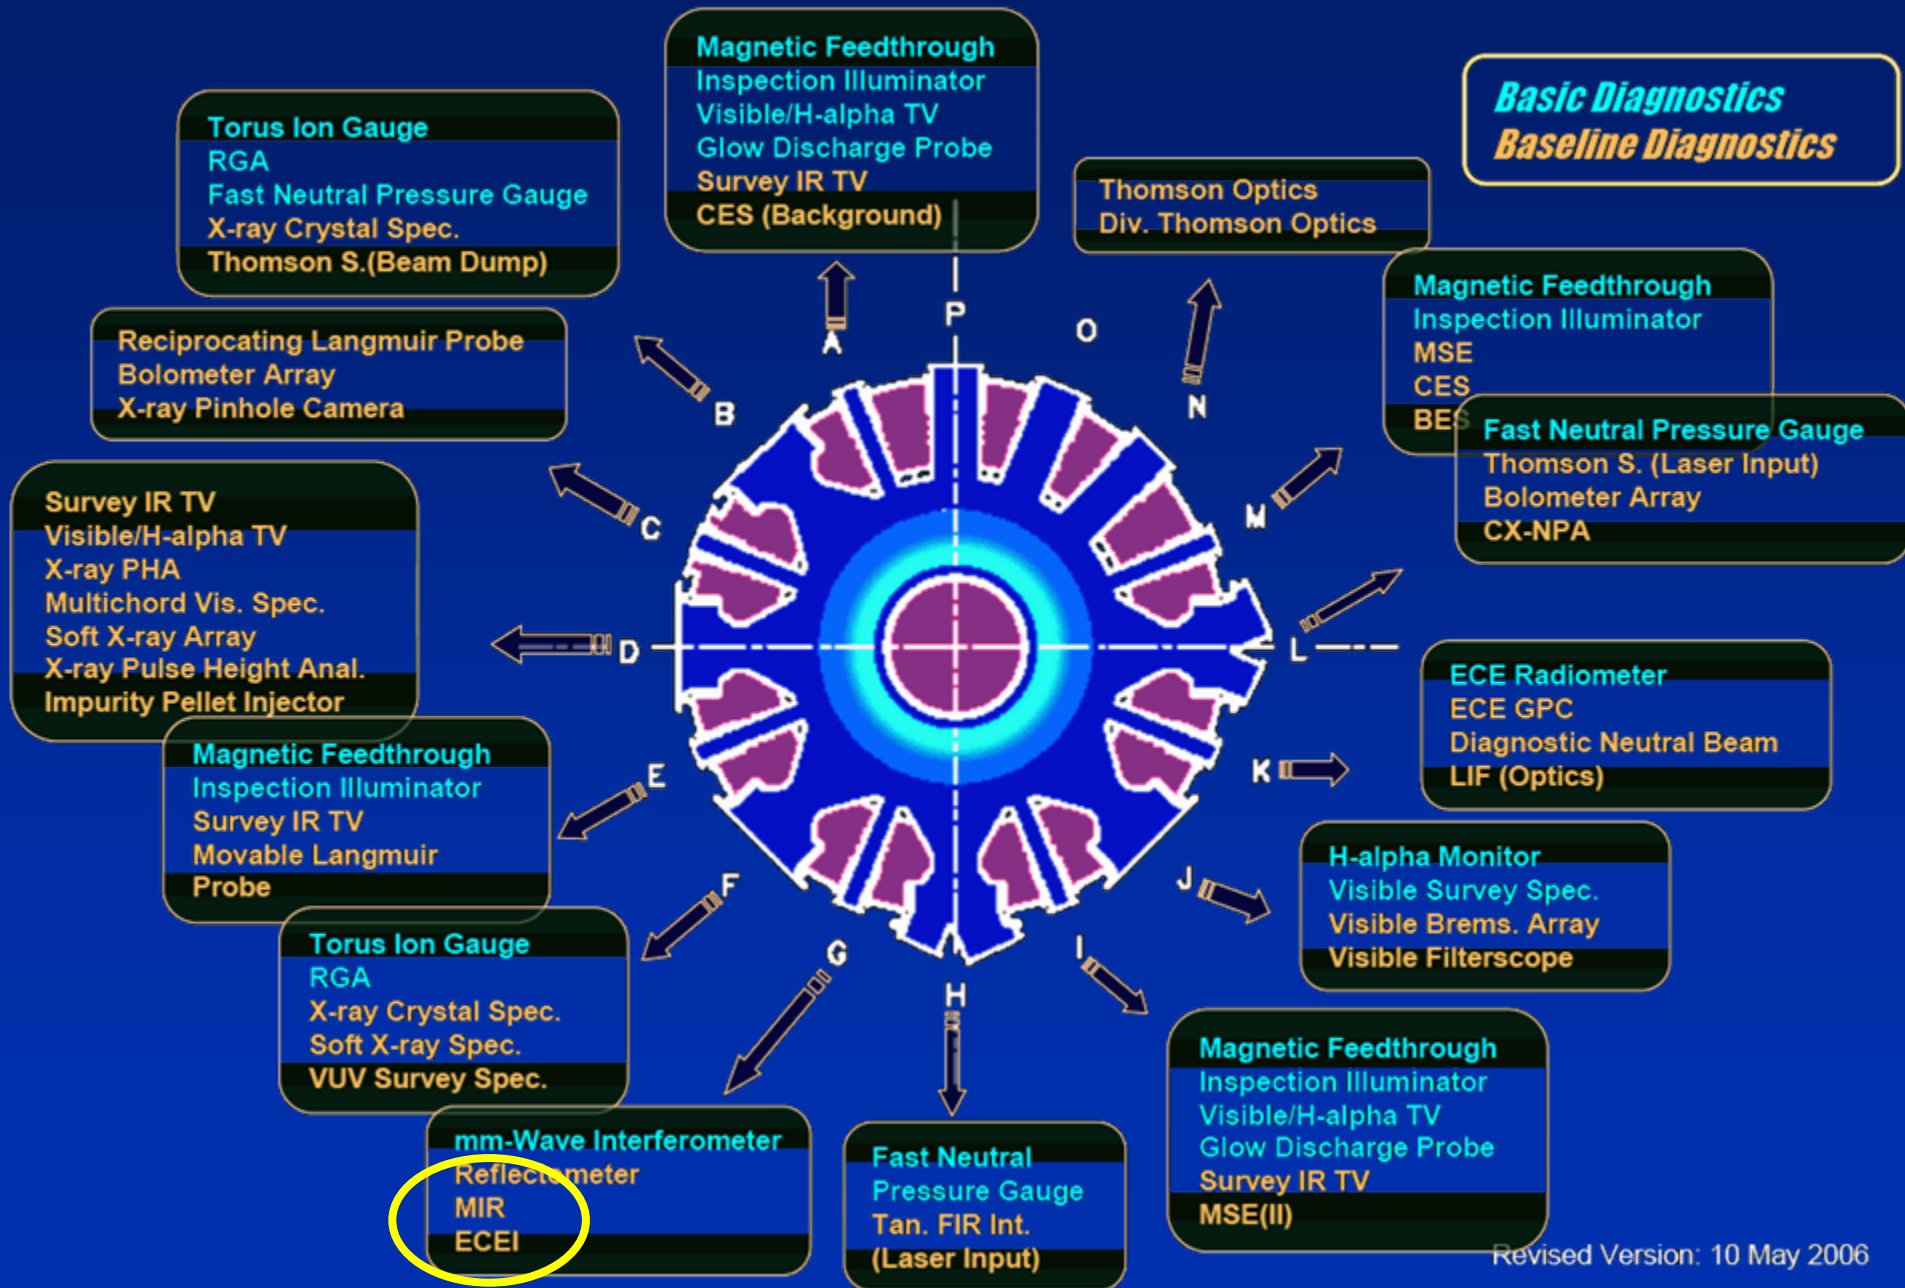 Magnetic Feedthrough
Inspection Illuminator
Visible/H-alpha TV
Glow Discharge Probe
Survey IR TV
CES (Background)
Basic Diagnostics
Baseline Diagnostics
Torus Ion Gauge
RGA
Fast Neutral Pressure Gauge
X-ray Crystal Spec.
Thomson S.(Beam Dump)
Thomson Optics
Div. Thomson Optics
Magnetic Feedthrough
Inspection Illuminator
MSE
CES
BES
Reciprocating Langmuir Probe
Bolometer Array
X-ray Pinhole Camera
Fast Neutral Pressure Gauge
Thomson S. (Laser Input)
Bolometer Array
CX-NPA
Survey IR TV
Visible/H-alpha TV
X-ray PHA
Multichord Vis. Spec.
Soft X-ray Array
X-ray Pulse Height Anal.
Impurity Pellet Injector
P
O
A
N
B
M
C
D
L
E
K
F
J
G
I
H
ECE Radiometer
ECE GPC
Diagnostic Neutral Beam
LIF (Optics)
Magnetic Feedthrough
Inspection Illuminator
Survey IR TV
Movable Langmuir
Probe
H-alpha Monitor
Visible Survey Spec.
Visible Brems. Array
Visible Filterscope
Torus Ion Gauge
RGA
X-ray Crystal Spec.
Soft X-ray Spec.
VUV Survey Spec.
Magnetic Feedthrough
Inspection Illuminator
Visible/H-alpha TV
Glow Discharge Probe
Survey IR TV
MSE(II)
mm-Wave Interferometer
Reflectometer
MIR
ECEI
Fast Neutral
Pressure Gauge
Tan. FIR Int.
(Laser Input)
Revised Version: 10 May 2006